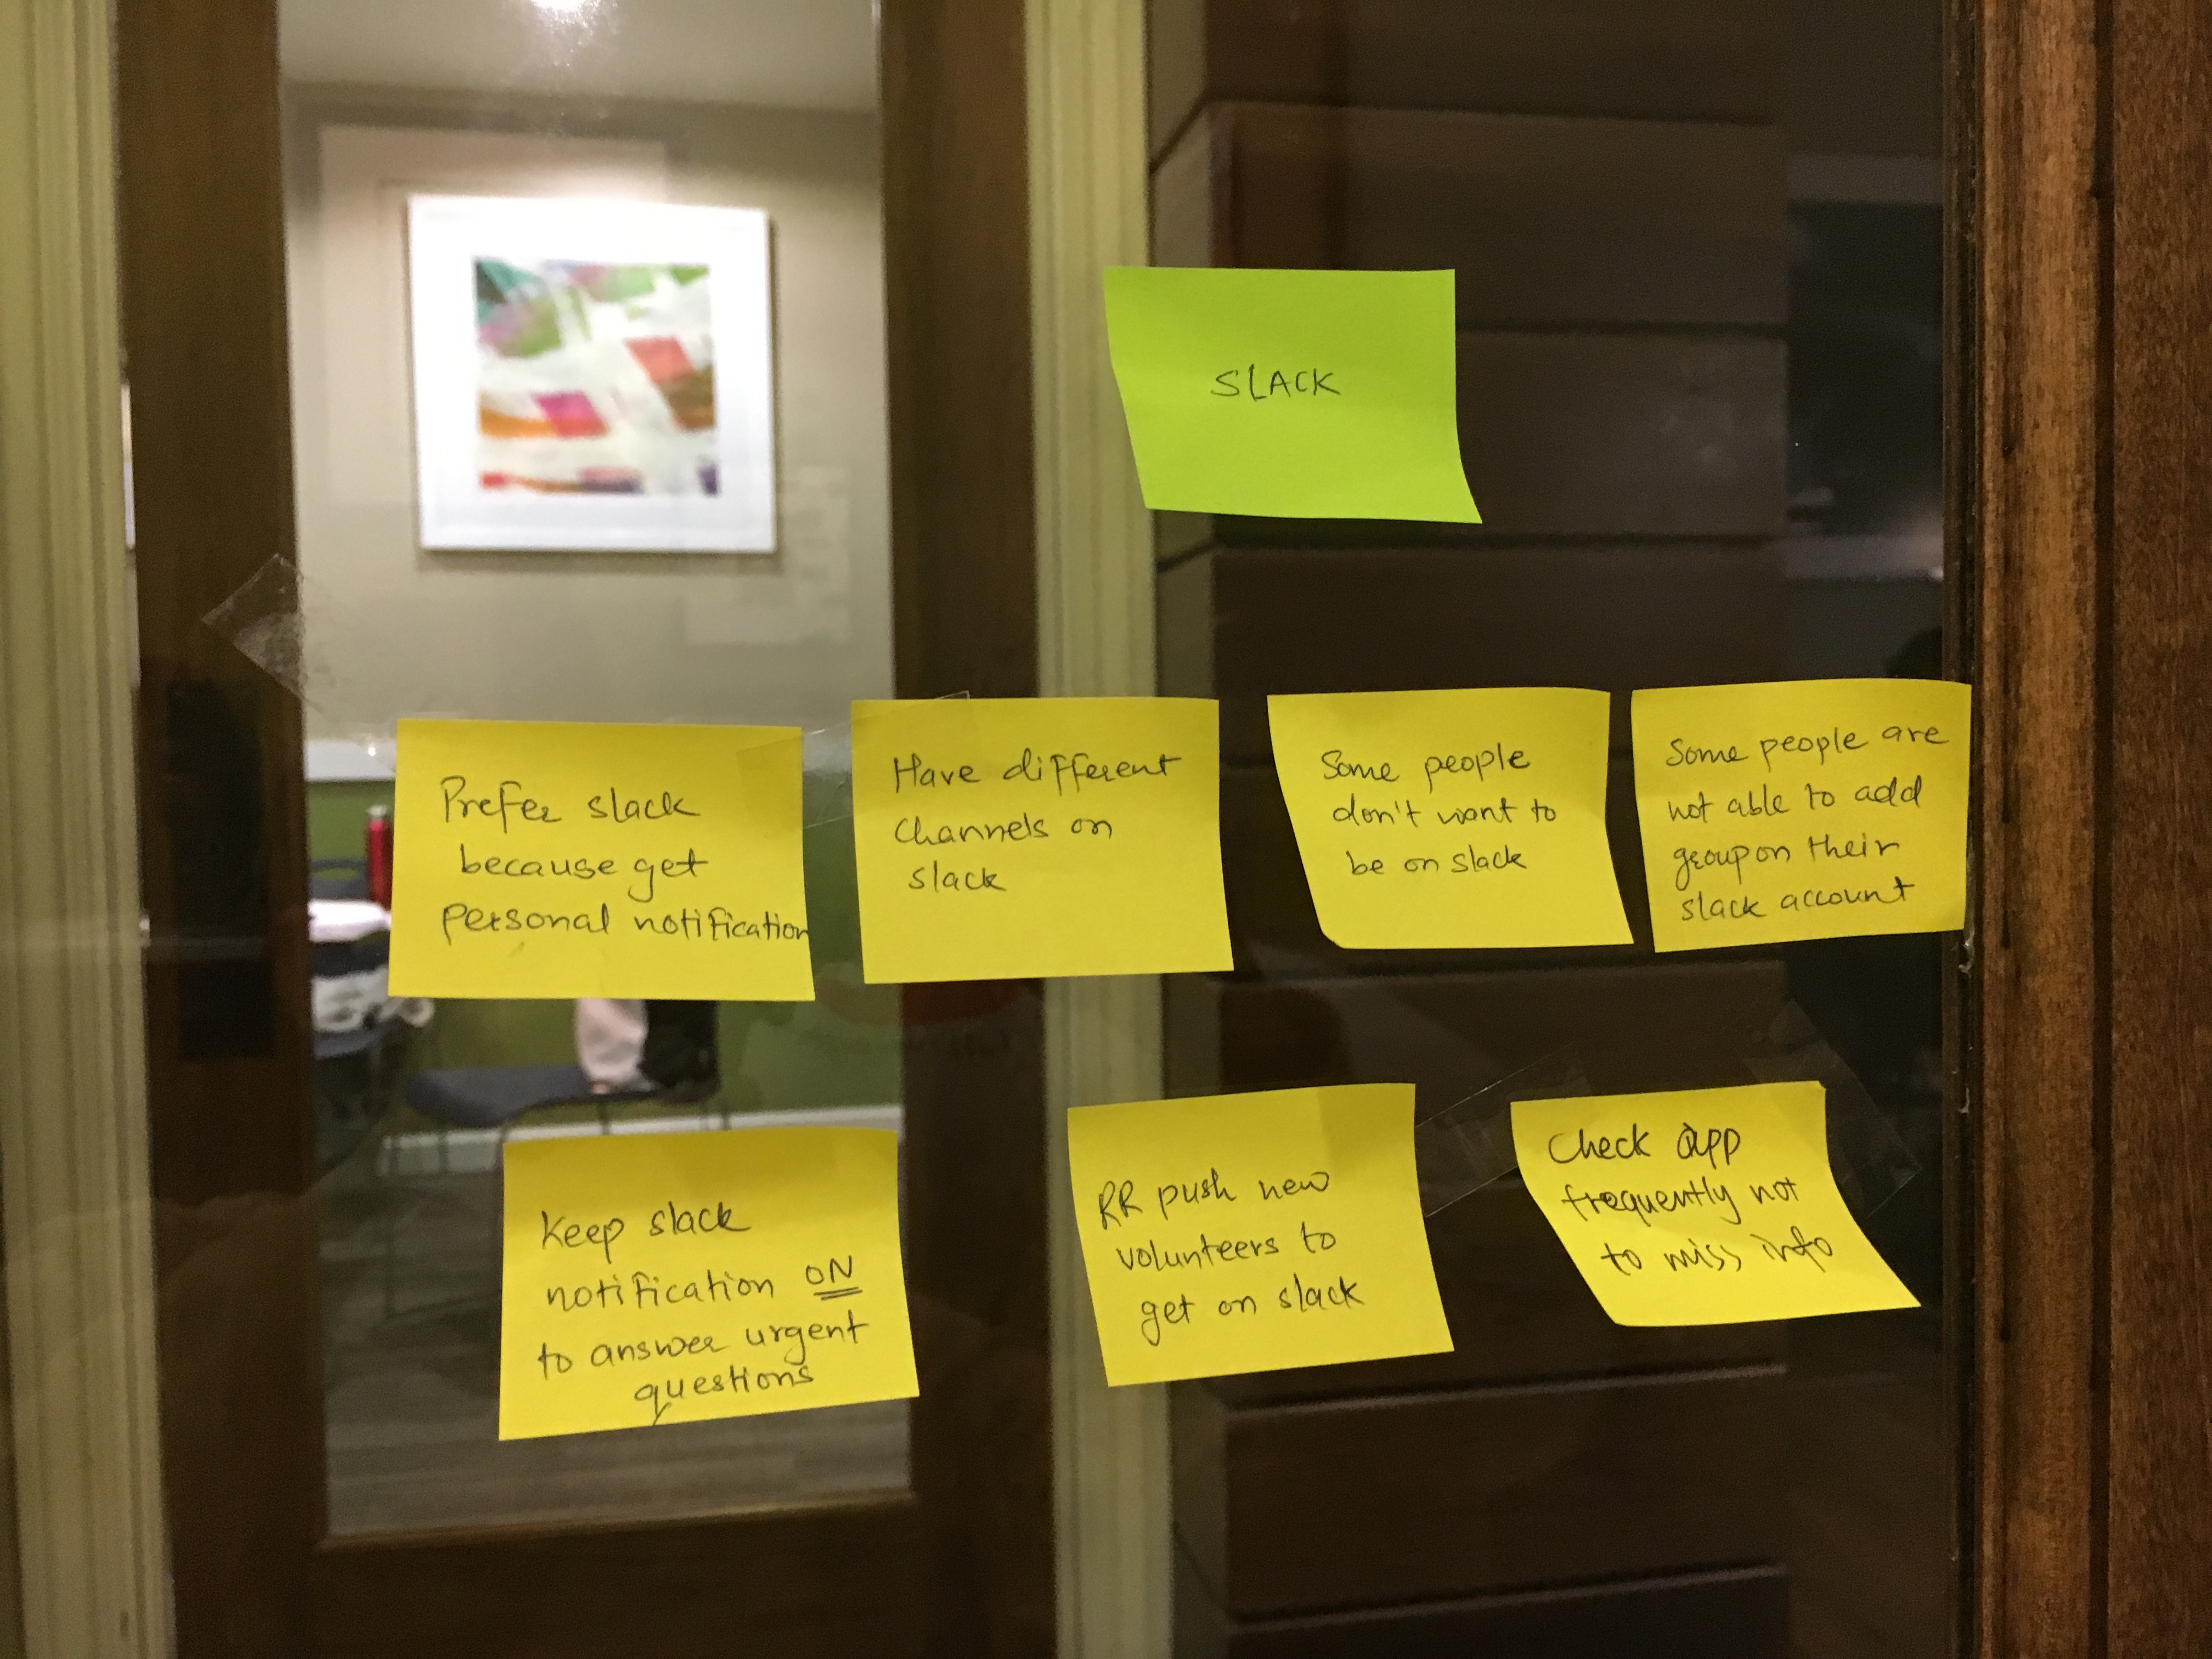 SLACK
Prefer slack
because get
personal notification
Have different
channels on
slack
Some people
don't want to
be on slack
Some people are
not able to add
group on their
slack account
Keep slack
notification ON
to answer urgent
questions
RR push new
volunteers to
get on slack
Check app
frequently not
to miss info